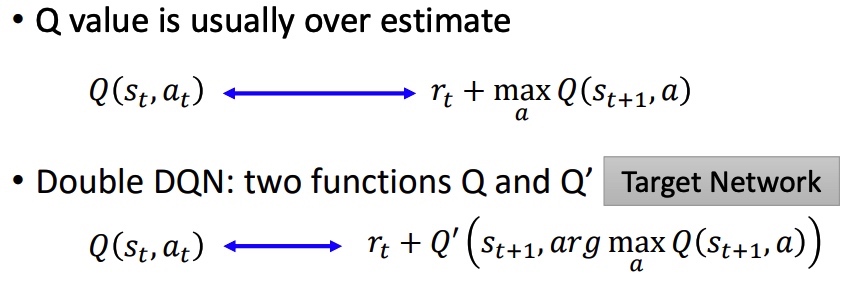 • Q value is usually over estimate
Q(s_t, a_t) ⟷ r_t + max_a Q(s_{t+1}, a)
• Double DQN: two functions Q and Q′ Target Network
Q(s_t, a_t) ⟷ r_t + Q′(s_{t+1}, arg max_a Q(s_{t+1}, a))